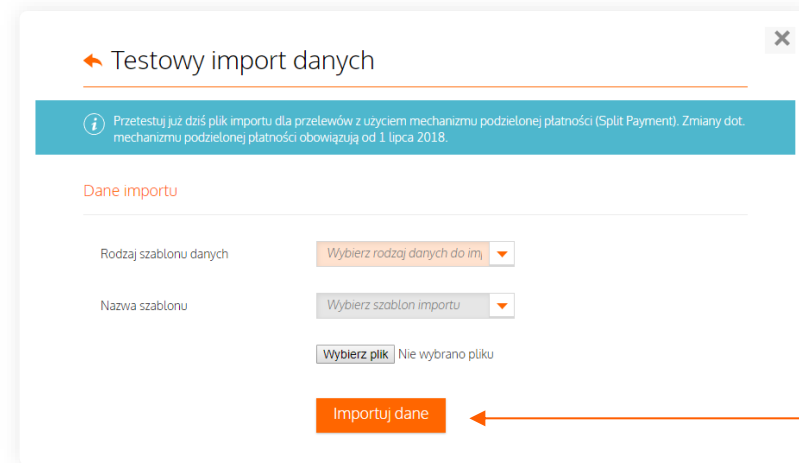 Testowy import danych
Przetestuj już dziś plik importu dla przelewów z użyciem mechanizmu podzielonej płatności (Split Payment). Zmiany dot.
mechanizmu podzielonej płatności obowiązują od 1 lipca 2018.
Dane importu
Rodzaj szablonu danych
Wybierz rodzaj danych do imp
Nazwa szablonu
Wybierz szablon importu
Wybierz plik Nie wybrano pliku
Importuj dane